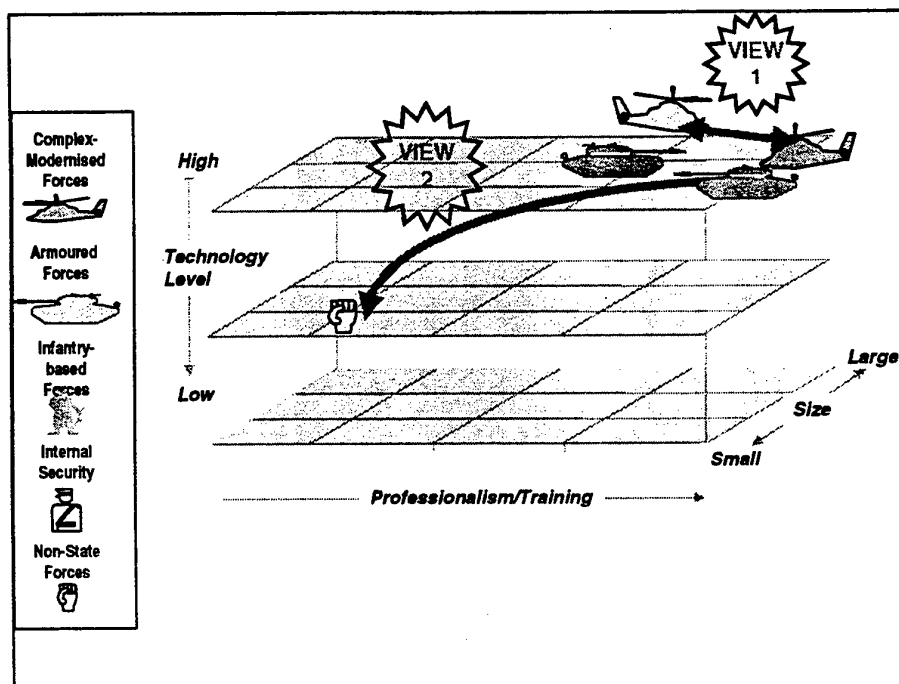 Complex-
Modernised
Forces
Armoured
Forces
Infantry-
based
Forces
Internal
Security
Non-State
Forces
VIEW
1
VIEW
2
High
Technology
Level
Low
Large
Size
Small
Professionalism/Training